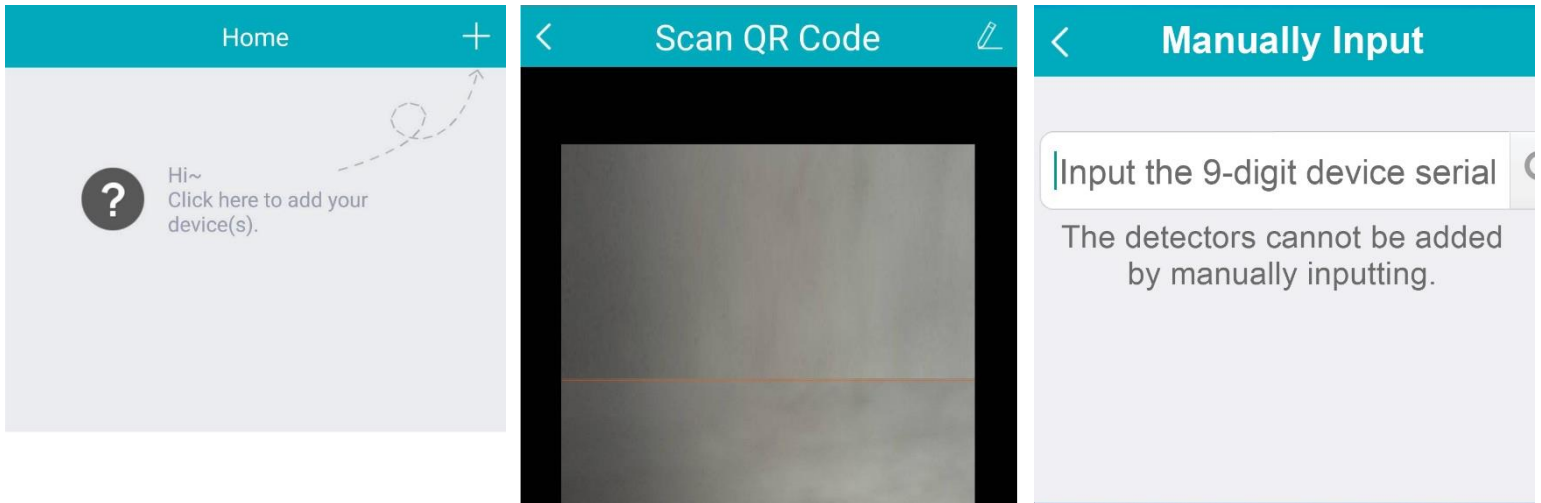 Home
Hi~
Click here to add your
device(s).
Scan QR Code
Manually Input
Input the 9-digit device serial
The detectors cannot be added
by manually inputting.